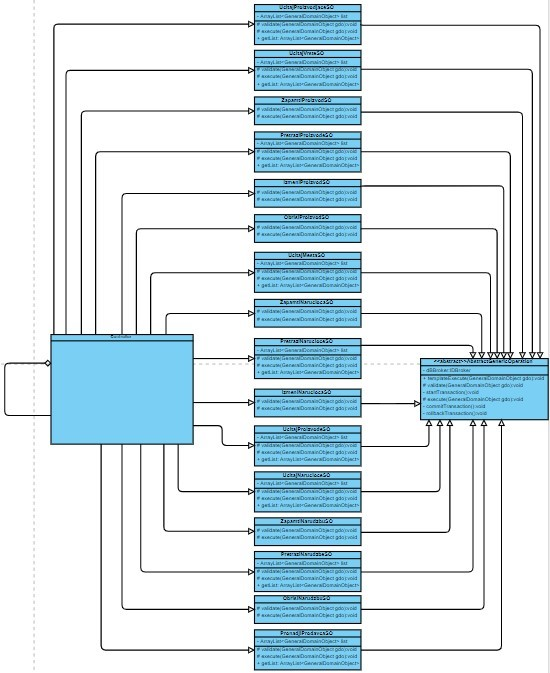 UcitajProizvodjaceSO
- ArrayList<GeneralDomainObject> list
# validate(GeneralDomainObject gdo):void
# execute(GeneralDomainObject gdo):void
+ getList: ArrayList<GeneralDomainObject>
UcitajVrsteSO
- ArrayList<GeneralDomainObject> list
# validate(GeneralDomainObject gdo):void
# execute(GeneralDomainObject gdo):void
+ getList: ArrayList<GeneralDomainObject>
ZapamtiProizvodSO
# validate(GeneralDomainObject gdo):void
# execute(GeneralDomainObject gdo):void
PretraziProizvodeSO
- ArrayList<GeneralDomainObject> list
# validate(GeneralDomainObject gdo):void
# execute(GeneralDomainObject gdo):void
+ getList: ArrayList<GeneralDomainObject>
IzmeniProizvodSO
# validate(GeneralDomainObject gdo):void
# execute(GeneralDomainObject gdo):void
ObrisiProizvodSO
# validate(GeneralDomainObject gdo):void
# execute(GeneralDomainObject gdo):void
UcitajMestaSO
- ArrayList<GeneralDomainObject> list
# validate(GeneralDomainObject gdo):void
# execute(GeneralDomainObject gdo):void
+ getList: ArrayList<GeneralDomainObject>
ZapamtiNaruciocaSO
# validate(GeneralDomainObject gdo):void
# execute(GeneralDomainObject gdo):void
Controller
PretraziNaruciocaSO
- ArrayList<GeneralDomainObject> list
# validate(GeneralDomainObject gdo):void
# execute(GeneralDomainObject gdo):void
+ getList: ArrayList<GeneralDomainObject>
<<abstract>>AbstractGenericOperation
- dBBroker:IDBBroker
+ templateExecute(GeneralDomainObject gdo):void
# validate(GeneralDomainObject gdo):void
- startTransaction():void
# execute(GeneralDomainObject gdo):void
- commitTransaction():void
- rollbackTransaction():void
IzmeniNaruciocaSO
# validate(GeneralDomainObject gdo):void
# execute(GeneralDomainObject gdo):void
UcitajProizvodeSO
- ArrayList<GeneralDomainObject> list
# validate(GeneralDomainObject gdo):void
# execute(GeneralDomainObject gdo):void
+ getList: ArrayList<GeneralDomainObject>
UcitajNaruciocaSO
- ArrayList<GeneralDomainObject> list
# validate(GeneralDomainObject gdo):void
# execute(GeneralDomainObject gdo):void
+ getList: ArrayList<GeneralDomainObject>
ZapamtiNarudzbuSO
# validate(GeneralDomainObject gdo):void
# execute(GeneralDomainObject gdo):void
PretraziNarudzbeSO
- ArrayList<GeneralDomainObject> list
# validate(GeneralDomainObject gdo):void
# execute(GeneralDomainObject gdo):void
+ getList: ArrayList<GeneralDomainObject>
ObrisiNarudzbuSO
# validate(GeneralDomainObject gdo):void
# execute(GeneralDomainObject gdo):void
PronadjiProdavcaSO
- ArrayList<GeneralDomainObject> list
# validate(GeneralDomainObject gdo):void
# execute(GeneralDomainObject gdo):void
+ getList: ArrayList<GeneralDomainObject>